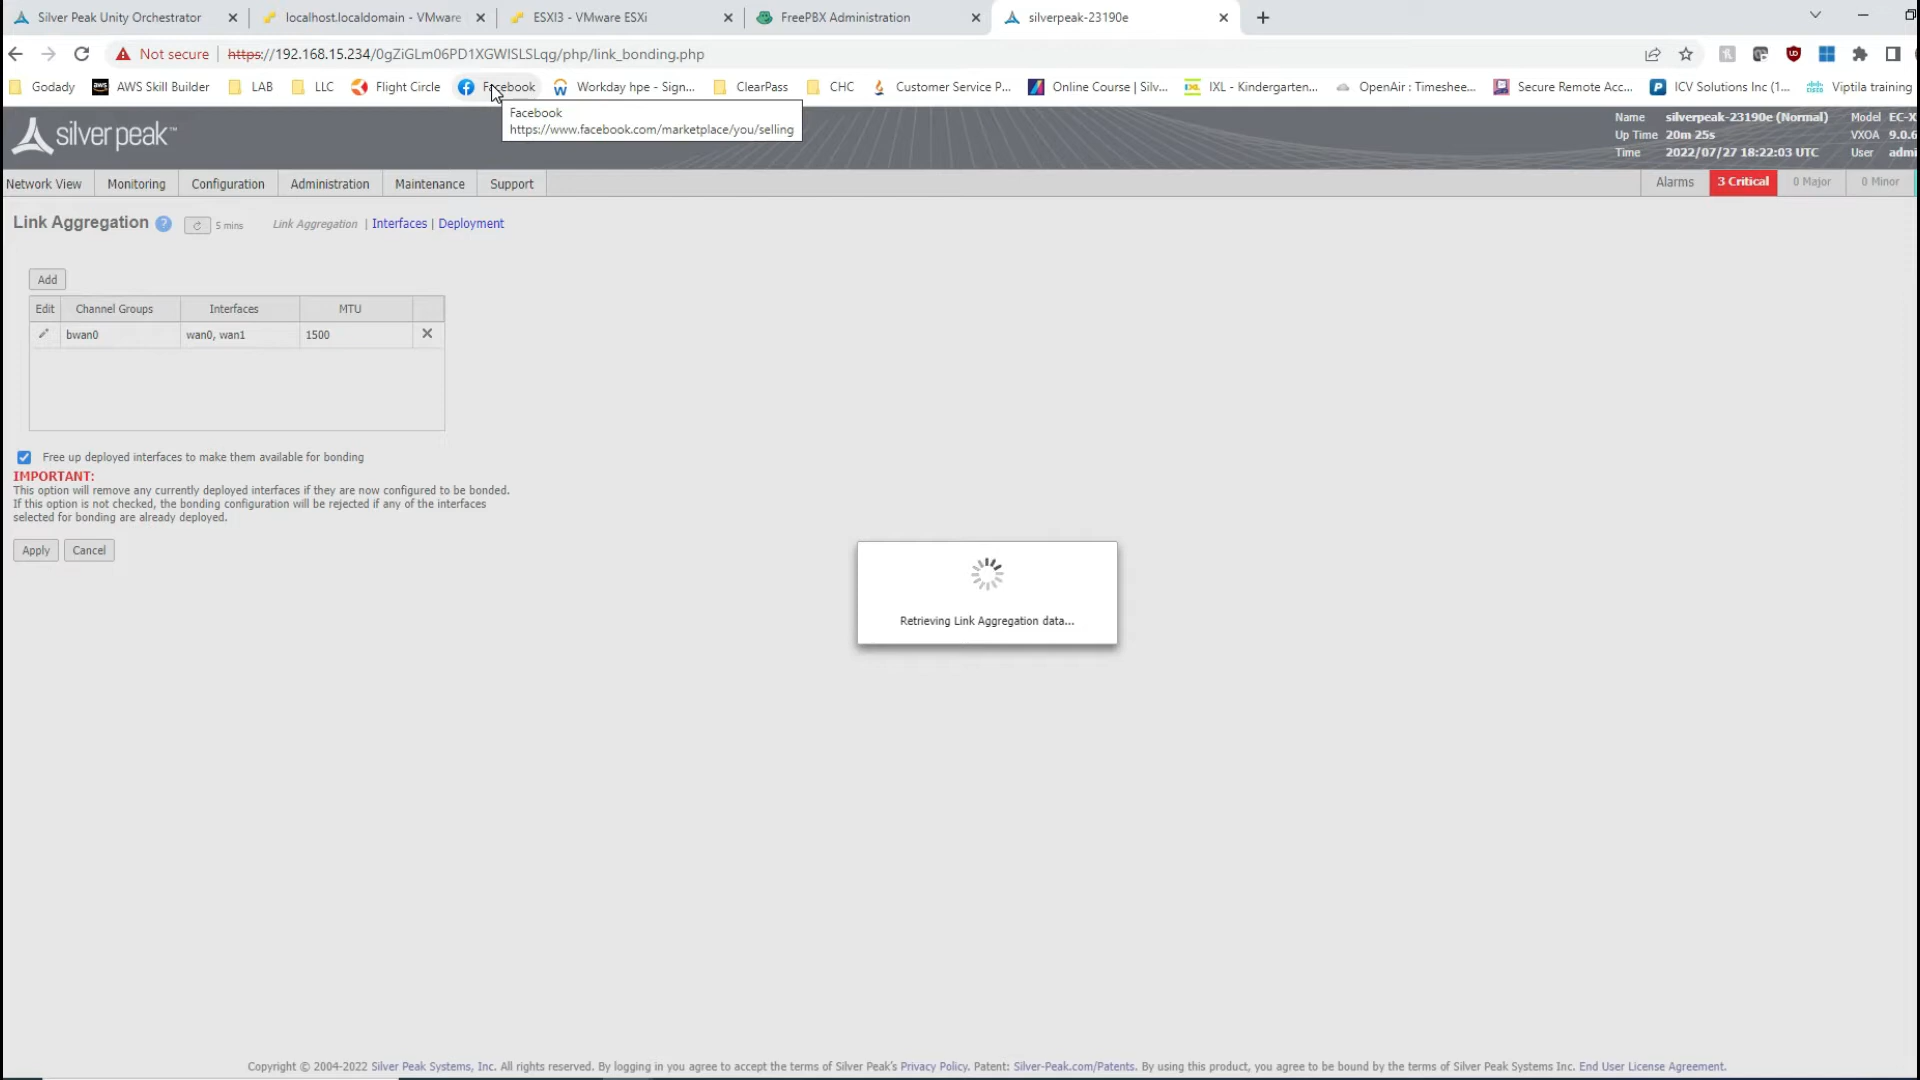 Silver Peak Unity Orchestrator
localhost.localdomain - VMware
ESXI3 - VMware ESXi
FreePBX Administration
silverpeak-23190e
Not secure
https://192.168.15.234/0gZiGLm06PD1XGWISLSLqg/php/link_bonding.php
Godady
AWS Skill Builder
LAB
LLC
Flight Circle
Facebook
Workday hpe - Sign...
ClearPass
CHC
Customer Service P...
Online Course | Silv...
IXL - Kindergarten...
OpenAir : Timeshee...
Secure Remote Acc...
ICV Solutions Inc (1...
Viptila training
Facebook
https://www.facebook.com/marketplace/you/selling
silver peak™
Name silverpeak-23190e (Normal) Model EC-X
Up Time 20m 25s VXOA 9.0.6
Time 2022/07/27 18:22:03 UTC User admi
Network View Monitoring Configuration Administration Maintenance Support
Alarms 3 Critical 0 Major 0 Minor
Link Aggregation ? 5 mins Link Aggregation | Interfaces | Deployment
Add
Edit Channel Groups Interfaces MTU
bwan0 wan0, wan1 1500
Free up deployed interfaces to make them available for bonding
IMPORTANT:
This option will remove any currently deployed interfaces if they are now configured to be bonded.
If this option is not checked, the bonding configuration will be rejected if any of the interfaces
selected for bonding are already deployed.
Apply Cancel
Retrieving Link Aggregation data...
Copyright © 2004-2022 Silver Peak Systems, Inc. All rights reserved. By logging in you agree to accept the terms of Silver Peak's Privacy Policy. Patent: Silver-Peak.com/Patents. By using this product, you agree to be bound by the terms of Silver Peak Systems Inc. End User License Agreement.